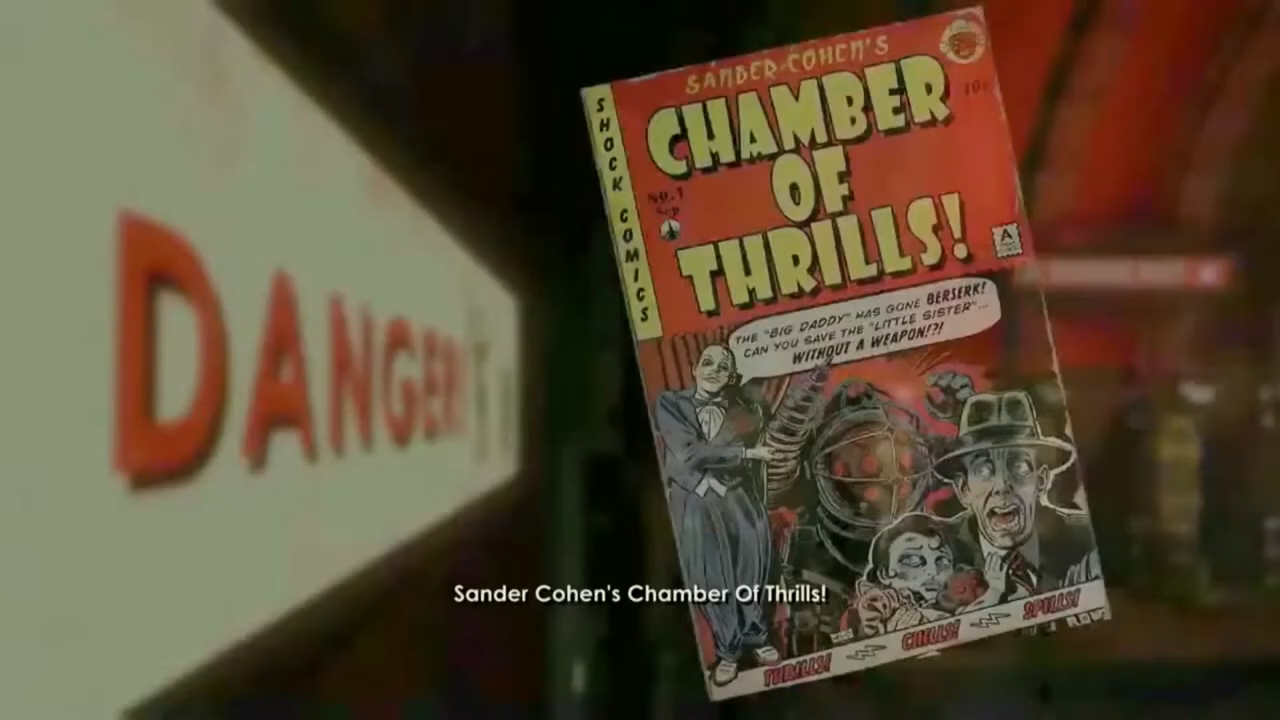 DANGER!
SANDER COHEN'S
CHAMBER
OF
THRILLS!
10¢
SHOCK COMICS
NO. 1
Sep
A
THE "BIG DADDY" HAS GONE BERSERK!
CAN YOU SAVE THE "LITTLE SISTER"...
WITHOUT A WEAPON!?!
THRILLS! CHILLS! SPILLS!
Sander Cohen's Chamber Of Thrills!